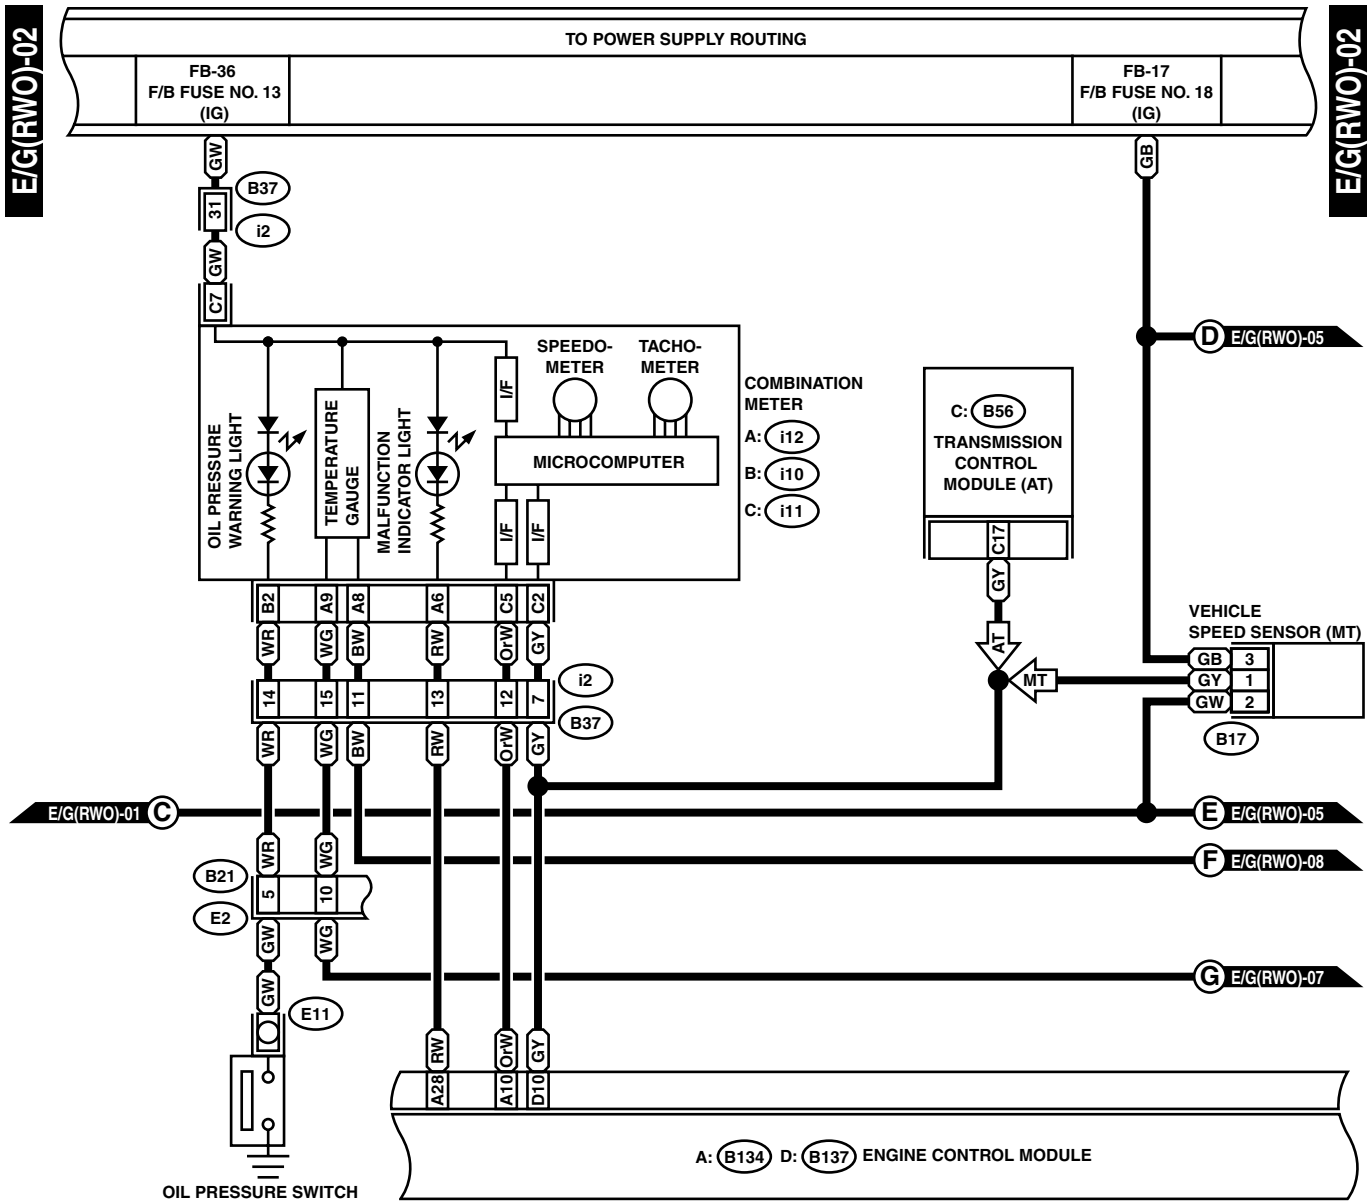 E/G(RWO)-02
E/G(RWO)-02
TO POWER SUPPLY ROUTING
FB-36
F/B FUSE NO. 13
(IG)
FB-17
F/B FUSE NO. 18
(IG)
GW
GB
31
B37
i2
GW
C7
D E/G(RWO)-05
OIL PRESSURE
WARNING LIGHT
TEMPERATURE
GAUGE
MALFUNCTION
INDICATOR LIGHT
I/F
SPEEDO-
METER
TACHO-
METER
MICROCOMPUTER
I/F
I/F
COMBINATION
METER
A: i12
B: i10
C: i11
C: B56
TRANSMISSION
CONTROL
MODULE (AT)
C17
GY
AT
MT
VEHICLE
SPEED SENSOR (MT)
GB 3
GY 1
GW 2
B17
B2 A9 A8 A6 C5 C2
WR WG BW RW OrW GY
14 15 11 13 12 7
i2
B37
WR WG BW RW OrW GY
E/G(RWO)-01 C
E E/G(RWO)-05
F E/G(RWO)-08
WR WG
B21
5 10
E2
GW WG
G E/G(RWO)-07
GW
E11
RW OrW GY
A28 A10 D10
A: B134 D: B137 ENGINE CONTROL MODULE
OIL PRESSURE SWITCH